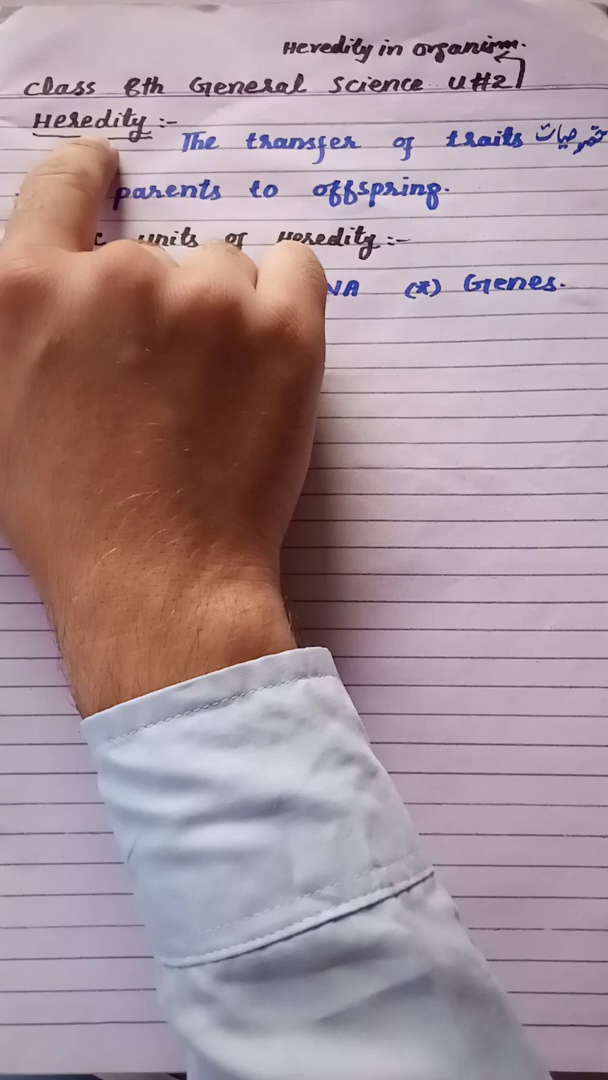 Heredity in organism.
Class 8th General Science U#2
Heredity :-
The transfer of traits خصوصیات
parents to offspring.
units of Heredity :-
(*) Genes.